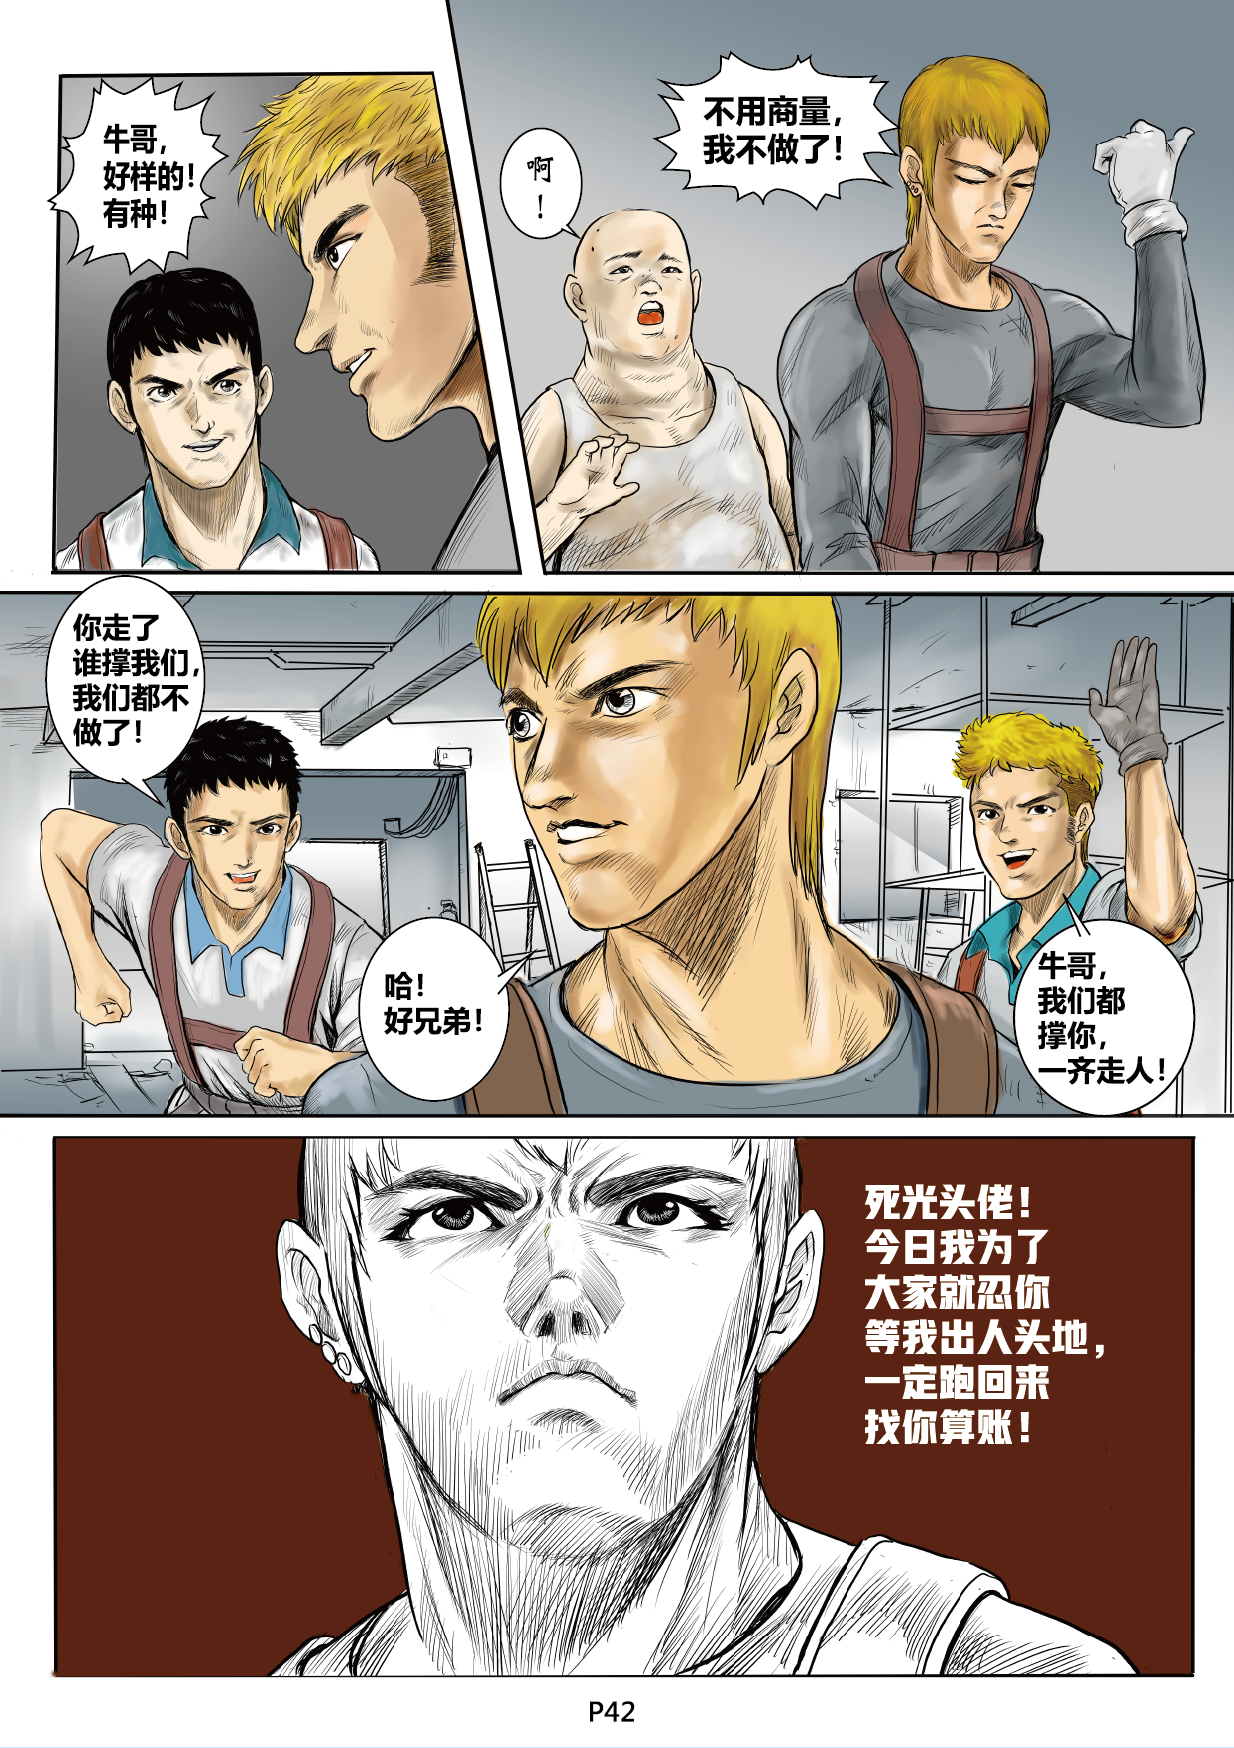 牛哥，
好样的！
有种！
啊
！
不用商量，
我不做了！
你走了
谁撑我们，
我们都不
做了！
哈！
好兄弟！
牛哥，
我们都
撑你，
一齐走人！
死光头佬！
今日我为了
大家就忍你
等我出人头地，
一定跑回来
找你算账！
P42